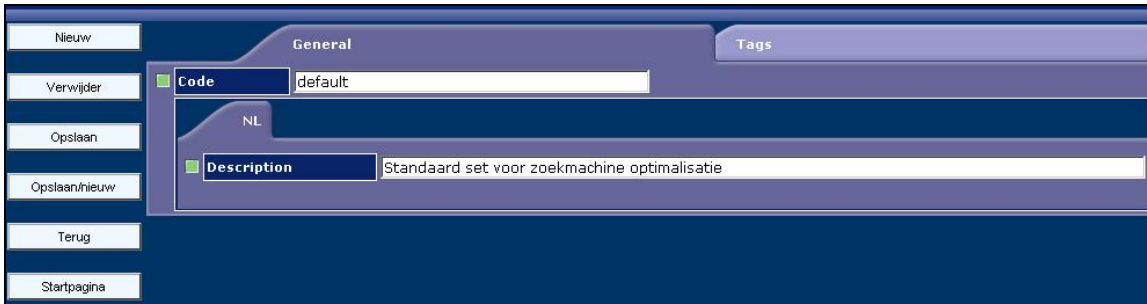 Nieuw
General
Tags
Verwijder
Code
default
Opslaan
NL
Description
Standaard set voor zoekmachine optimalisatie
Opslaan/nieuw
Terug
Startpagina